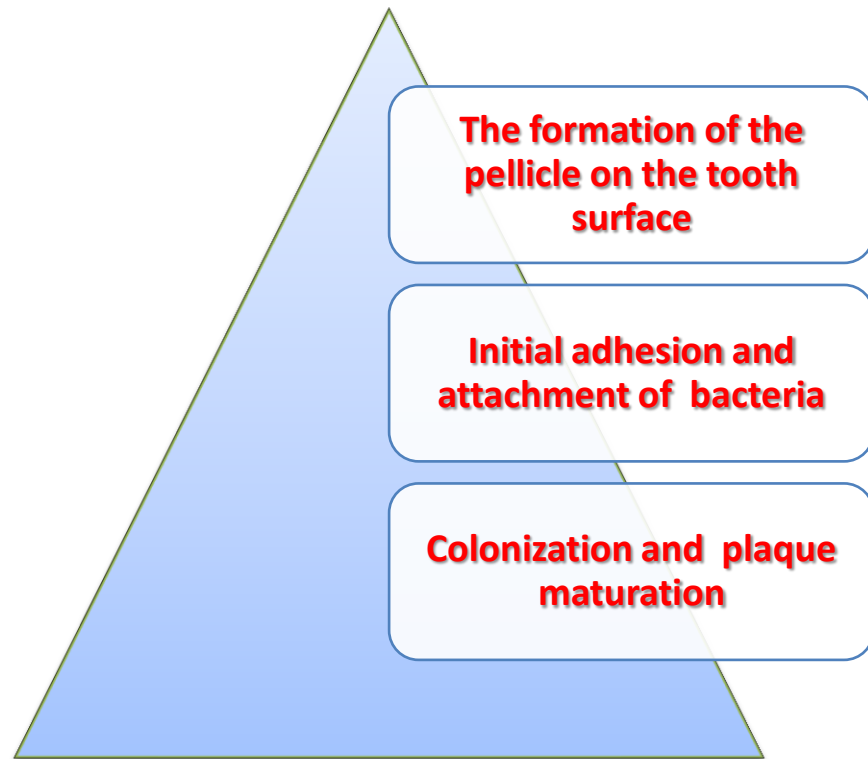 The formation of the
pellicle on the tooth
surface
Initial adhesion and
attachment of  bacteria
Colonization and  plaque
maturation